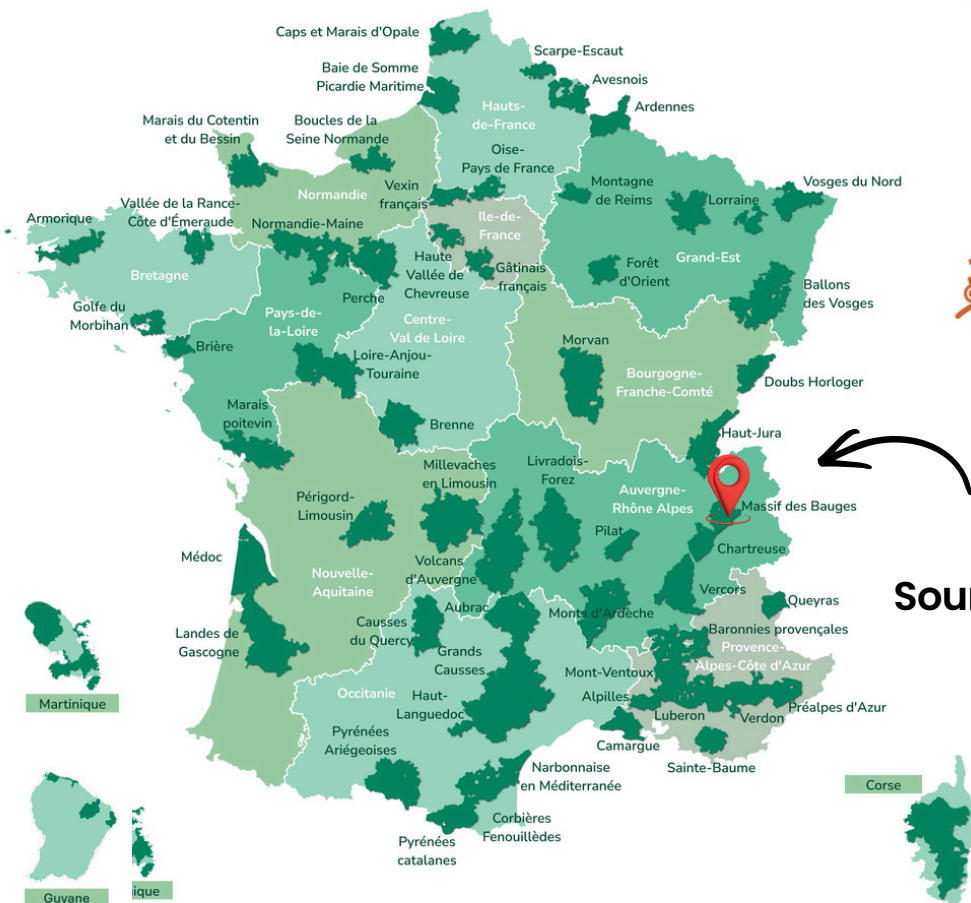 Caps et Marais d'Opale
Scarpe-Escaut
Baie de Somme
Picardie Maritime
Avesnois
Hauts-
de-France
Ardennes
Marais du Cotentin
et du Bessin
Boucles de la
Seine Normande
Oise-
Pays de France
Montagne
de Reims
Lorraine
Vosges du Nord
Normandie
Vexin
français
Armorique
Vallée de la Rance-
Côte d'Émeraude
Normandie-Maine
Ile-de-
France
Grand-Est
Bretagne
Haute
Vallée de
Chevreuse
Gâtinais
français
Forêt
d'Orient
Ballons
des Vosges
Perche
Golfe du
Morbihan
Pays-de-
la-Loire
Centre-
Val de Loire
Brière
Loire-Anjou-
Touraine
Morvan
Bourgogne-
Franche-Comté
Doubs Horloger
Marais
poitevin
Brenne
Haut-Jura
Millevaches
en Limousin
Livradois-
Forez
Auvergne-
Rhône Alpes
Massif des Bauges
Périgord-
Limousin
Pilat
Chartreuse
Médoc
Volcans
d'Auvergne
Nouvelle-
Aquitaine
Vercors
Queyras
Aubrac
Monts d'Ardèche
Causses
du Quercy
Baronnies provençales
Landes de
Gascogne
Grands
Causses
Provence-
Alpes-Côte d'Azur
Mont-Ventoux
Occitanie
Haut-
Languedoc
Alpilles
Luberon
Verdon
Préalpes d'Azur
Pyrénées
Ariégeoises
Camargue
Sainte-Baume
Narbonnaise
en Méditerranée
Corbières
Fenouillèdes
Pyrénées
catalanes
Martinique
Guyane
ique
Corse
Sour